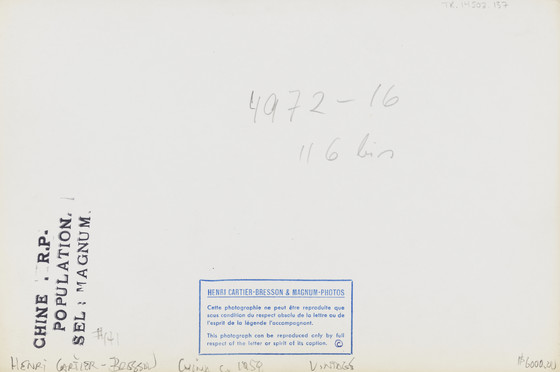 TR.14502.157
4972-16
116 bis
CHINE R.P.
POPULATION.
SEL: MAGNUM.
HENRI CARTIER-BRESSON & MAGNUM-PHOTOS
Cette photographie ne peut être reproduite que
sous condition du respect absolu de la lettre ou de
l'esprit de la légende l'accompagnant.
This photograph can be reproduced only by full
respect of the letter or spirit of its caption. ©
HENRI CARTIER-BRESSON CHINA c. 1958 VINTAGE